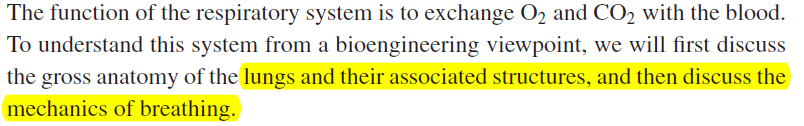 The function of the respiratory system is to exchange O₂ and CO₂ with the blood.
To understand this system from a bioengineering viewpoint, we will first discuss
the gross anatomy of the lungs and their associated structures, and then discuss the
mechanics of breathing.